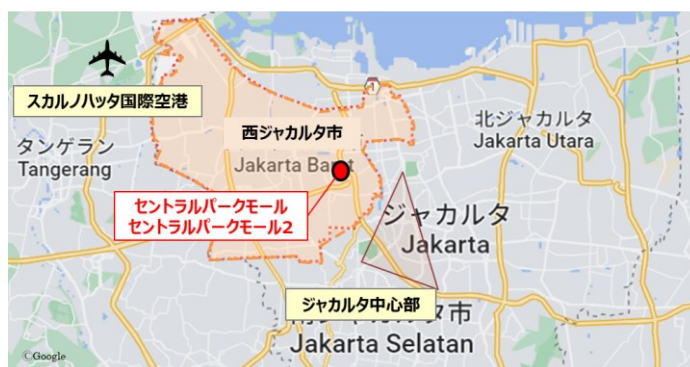 スカルノハッタ国際空港
西ジャカルタ市
Jakarta Barat
北ジャカルタ
Jakarta Utara
タンゲラン
Tangerang
セントラルパークモール
セントラルパークモール2
ジャカルタ
Jakarta
ジャカルタ中心部
市
Jakarta Selatan
©Google
1